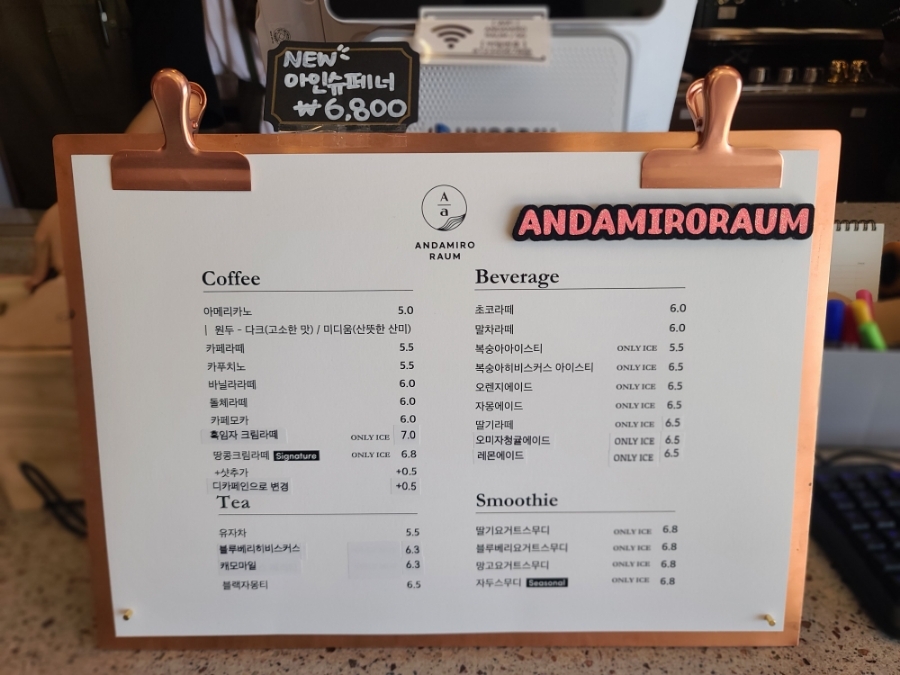 NEW
아인슈페너
₩6,800
A
a
ANDAMIRO
RAUM
ANDAMIRORAUM
Coffee
아메리카노 5.0
| 원두 - 다크(고소한 맛) / 미디움(산뜻한 산미)
카페라떼 5.5
카푸치노 5.5
바닐라라떼 6.0
돌체라떼 6.0
카페모카 6.0
흑임자 크림라떼 ONLY ICE 7.0
땅콩크림라떼 Signature ONLY ICE 6.8
+샷추가 +0.5
디카페인으로 변경 +0.5
Tea
유자차 5.5
블루베리히비스커스 6.3
캐모마일 6.3
블랙자몽티 6.5
Beverage
초코라떼 6.0
말차라떼 6.0
복숭아아이스티 ONLY ICE 5.5
복숭아히비스커스 아이스티 ONLY ICE 6.5
오렌지에이드 ONLY ICE 6.5
자몽에이드 ONLY ICE 6.5
딸기라떼 ONLY ICE 6.5
오미자청귤에이드 ONLY ICE 6.5
레몬에이드 ONLY ICE 6.5
Smoothie
딸기요거트스무디 ONLY ICE 6.8
블루베리요거트스무디 ONLY ICE 6.8
망고요거트스무디 ONLY ICE 6.8
자두스무디 Seasonal ONLY ICE 6.8